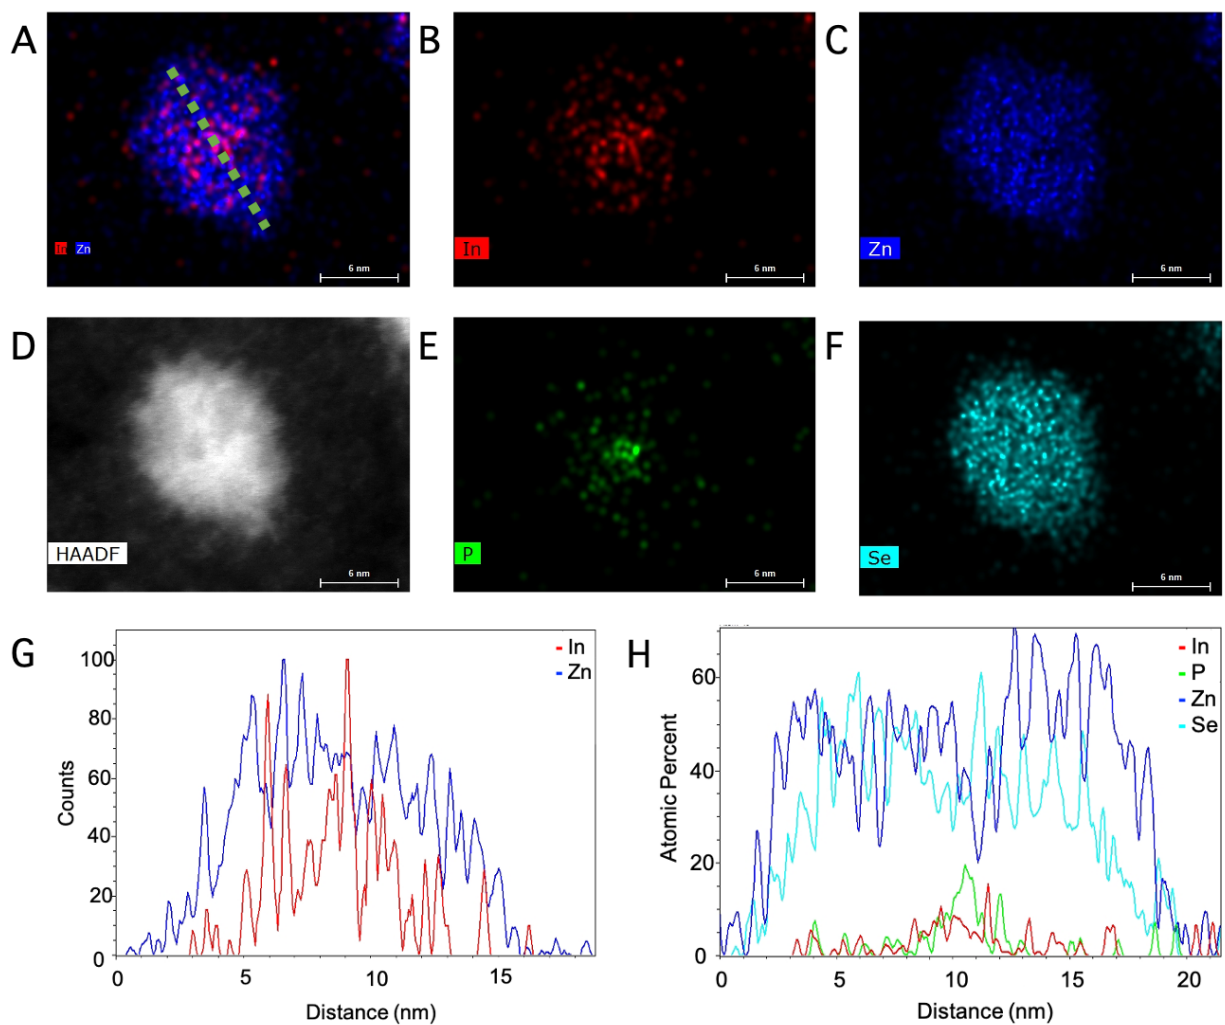 A
In Zn
6 nm
B
In
6 nm
C
Zn
6 nm
D
HAADF
6 nm
E
P
6 nm
F
Se
6 nm
G
In
Zn
100
80
60
40
20
0
Counts
0 5 10 15
Distance (nm)
H
In
P
Zn
Se
60
40
20
0
Atomic Percent
0 5 10 15 20
Distance (nm)